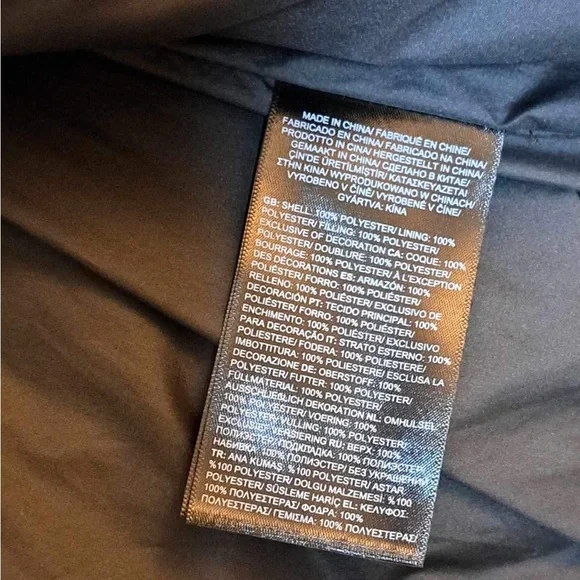 MADE IN CHINA/ FABRIQUÉ EN CHINE/
FABRICADO EN CHINA/ FABRICADO NA CHINA/
PRODOTTO IN CINA/ HERGESTELLT IN CHINA/
GEMAAKT IN CHINA/ СДЕЛАНО В КИТАЕ/
ÇİN'DE ÜRETİLMİŞTİR/ ΚΑΤΑΣΚΕΥΑΖΕΤΑΙ
ΣΤΗΝ ΚΙΝΑ/ WYPRODUKOWANO W CHINACH/
VYROBENO V ČÍNĚ/ VYROBENÉ V ČÍNE/
GYÁRTVA: KÍNA
GB: SHELL: 100% POLYESTER/ LINING: 100%
POLYESTER/ FILLING: 100% POLYESTER/
EXCLUSIVE OF DECORATION CA: COQUE: 100%
POLYESTER/ DOUBLURE: 100% POLYESTER/
BOURRAGE: 100% POLYESTER/ À L'EXCEPTION
DES DÉCORATIONS ES: ARMAZÓN: 100%
POLIÉSTER/ FORRO: 100% POLIÉSTER/
RELLENO: 100% POLIÉSTER/ EXCLUSIVO DE
DECORACIÓN PT: TECIDO PRINCIPAL: 100%
POLIÉSTER/ FORRO: 100% POLIÉSTER/
ENCHIMENTO: 100% POLIÉSTER/ EXCLUSIVO
PARA DECORAÇÃO IT: STRATO ESTERNO: 100%
POLIESTERE/ FODERA: 100% POLIESTERE/
IMBOTTITURA: 100% POLIESTERE/ ESCLUSA LA
DECORAZIONE DE: OBERSTOFF: 100%
POLYESTER/ FUTTER: 100% POLYESTER/
FÜLLMATERIAL: 100% POLYESTER/
AUSSCHLIEßLICH DEKORATION NL: OMHULSEL
100% POLYESTER/ VOERING: 100%
POLYESTER/ VULLING: 100% POLYESTER/
EXCLUSIEF VERSIERING RU: ВЕРХ: 100%
ПОЛИЭСТЕР/ ПОДКЛАДКА: 100% ПОЛИЭСТЕР/
НАБИВКА: 100% ПОЛИЭСТЕР/ БЕЗ УКРАШЕНИЙ
TR: ANA KUMAŞ: %100 POLYESTER/ ASTAR
%100 POLYESTER/ DOLGU MALZEMESİ: %100
POLYESTER/ SÜSLEME HARİÇ EL: ΚΕΛΥΦΟΣ:
100% ΠΟΛΥΕΣΤΕΡΑΣ/ ΦΟΔΡΑ: 100%
ΠΟΛΥΕΣΤΕΡΑΣ/ ΓΕΜΙΣΜΑ: 100% ΠΟΛΥΕΣΤΕΡΑΣ/